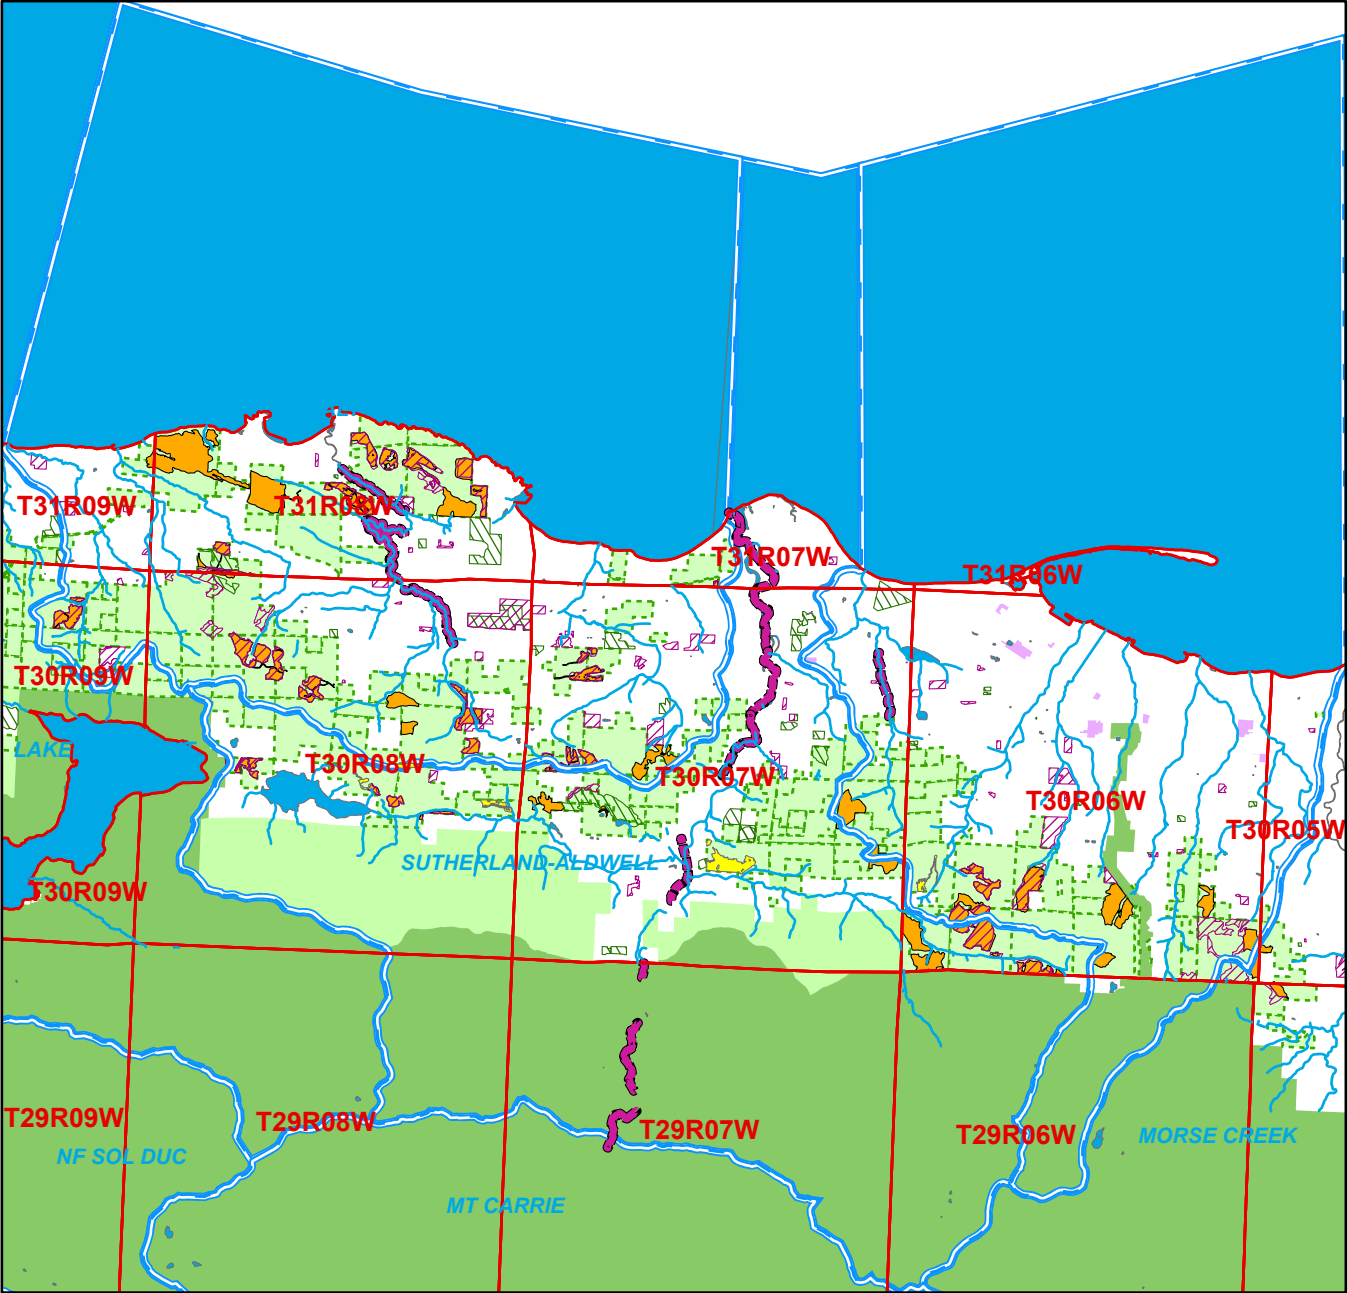 T31R09W
T31R08W
T31R07W
T31R06W
T30R09W
LAKE
T30R08W
T30R07W
T30R06W
T30R05W
SUTHERLAND-ALDWELL
T30R09W
T29R09W
T29R08W
T29R07W
T29R06W
MORSE CREEK
NF SOL DUC
MT CARRIE